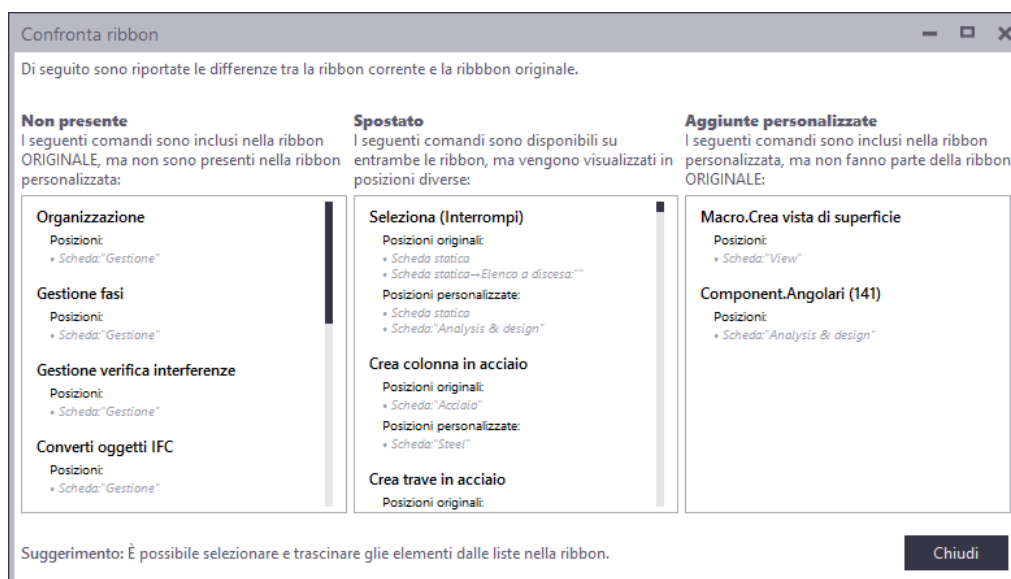 Confronta ribbon
Di seguito sono riportate le differenze tra la ribbon corrente e la ribbbon originale.
Non presente
I seguenti comandi sono inclusi nella ribbon
ORIGINALE, ma non sono presenti nella ribbon
personalizzata:
Organizzazione
Posizioni:
• Scheda:"Gestione"
Gestione fasi
Posizioni:
• Scheda:"Gestione"
Gestione verifica interferenze
Posizioni:
• Scheda:"Gestione"
Converti oggetti IFC
Posizioni:
• Scheda:"Gestione"
Spostato
I seguenti comandi sono disponibili su
entrambe le ribbon, ma vengono visualizzati in
posizioni diverse:
Seleziona (Interrompi)
Posizioni originali:
• Scheda statica
• Scheda statica→Elenco a discesa:""
Posizioni personalizzate:
• Scheda statica
• Scheda:"Analysis & design"
Crea colonna in acciaio
Posizioni originali:
• Scheda:"Acciaio"
Posizioni personalizzate:
• Scheda:"Steel"
Crea trave in acciaio
Posizioni originali:
Aggiunte personalizzate
I seguenti comandi sono inclusi nella ribbon
personalizzata, ma non fanno parte della ribbon
ORIGINALE:
Macro.Crea vista di superficie
Posizioni:
• Scheda:"View"
Component.Angolari (141)
Posizioni:
• Scheda:"Analysis & design"
Suggerimento: È possibile selezionare e trascinare glie elementi dalle liste nella ribbon.
Chiudi